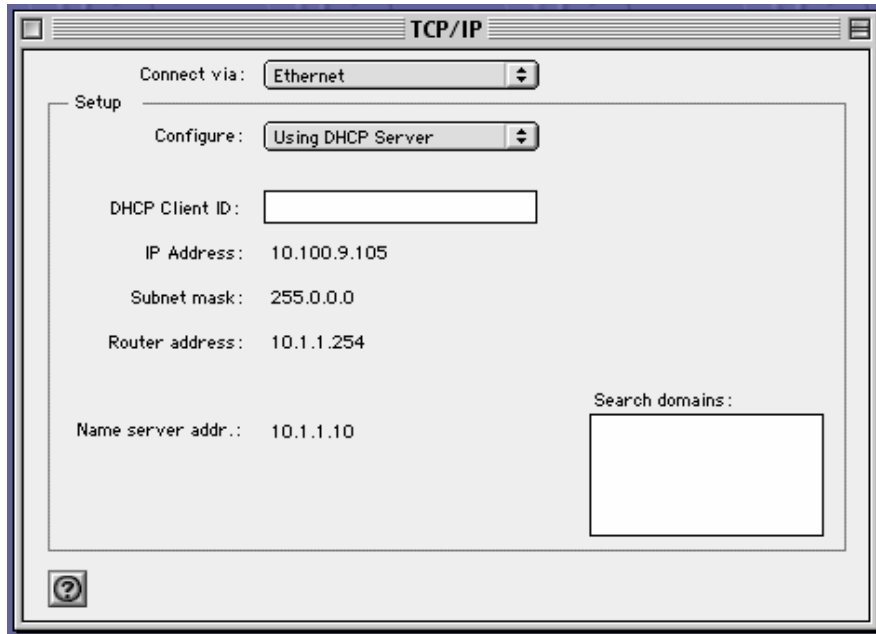 TCP/IP
Connect via: Ethernet
Setup
Configure: Using DHCP Server
DHCP Client ID:
IP Address: 10.100.9.105
Subnet mask: 255.0.0.0
Router address: 10.1.1.254
Search domains:
Name server addr.: 10.1.1.10
?